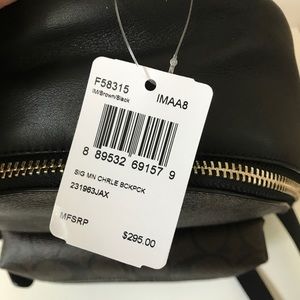 F58315 IMAA8
IM/Brown/Black
8 89532 69157 9
SIG MN CHRLE BCKPCK
231963JAX
MFSRP $295.00